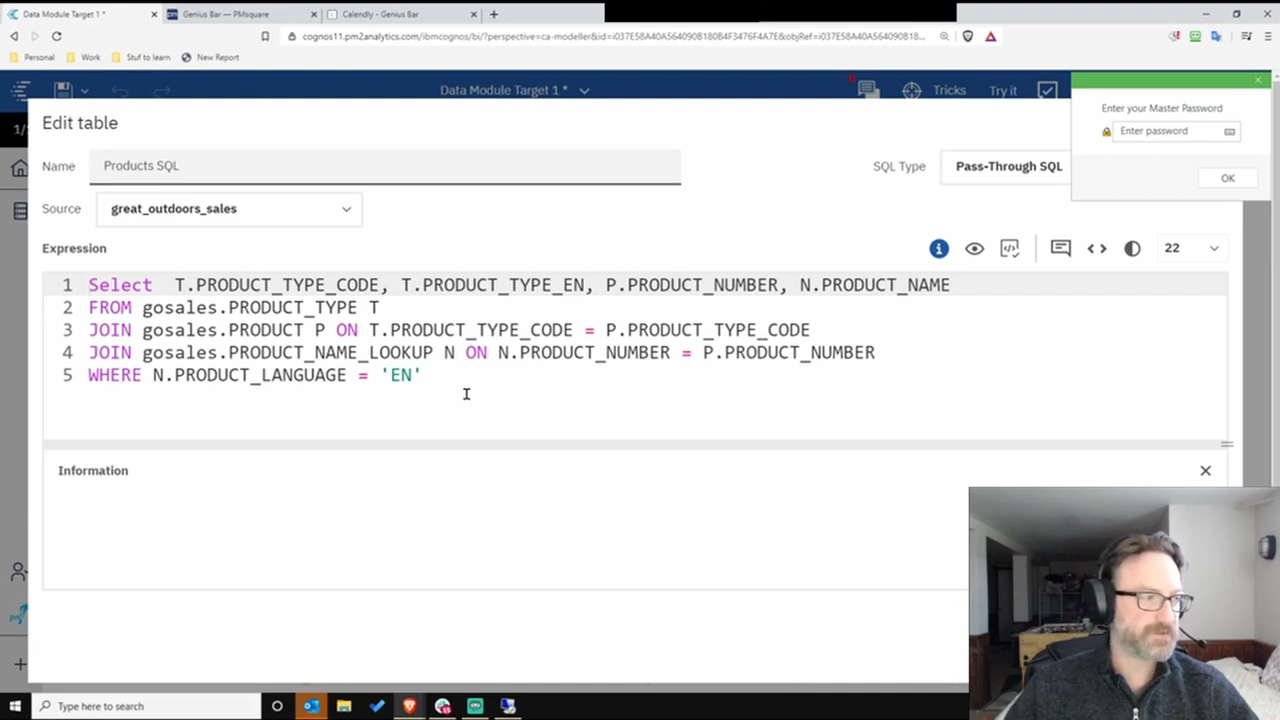 Data Module Target 1 *
Genius Bar — PMsquare
Calendly - Genius Bar
cognos11.pm2analytics.com/ibmcognos/bi/?perspective=ca-modeller&id=i037E58A40A564090B180B4F3476F4A7E&objRef=i037E58A40A564090B18...
Personal
Work
Stuf to learn
New Report
Data Module Target 1 *
Tricks
Try it
Enter your Master Password
Enter password
OK
Edit table
Name
Products SQL
SQL Type
Pass-Through SQL
Source
great_outdoors_sales
Expression
22
1 Select T.PRODUCT_TYPE_CODE, T.PRODUCT_TYPE_EN, P.PRODUCT_NUMBER, N.PRODUCT_NAME
2 FROM gosales.PRODUCT_TYPE T
3 JOIN gosales.PRODUCT P ON T.PRODUCT_TYPE_CODE = P.PRODUCT_TYPE_CODE
4 JOIN gosales.PRODUCT_NAME_LOOKUP N ON N.PRODUCT_NUMBER = P.PRODUCT_NUMBER
5 WHERE N.PRODUCT_LANGUAGE = 'EN'
Information
Type here to search